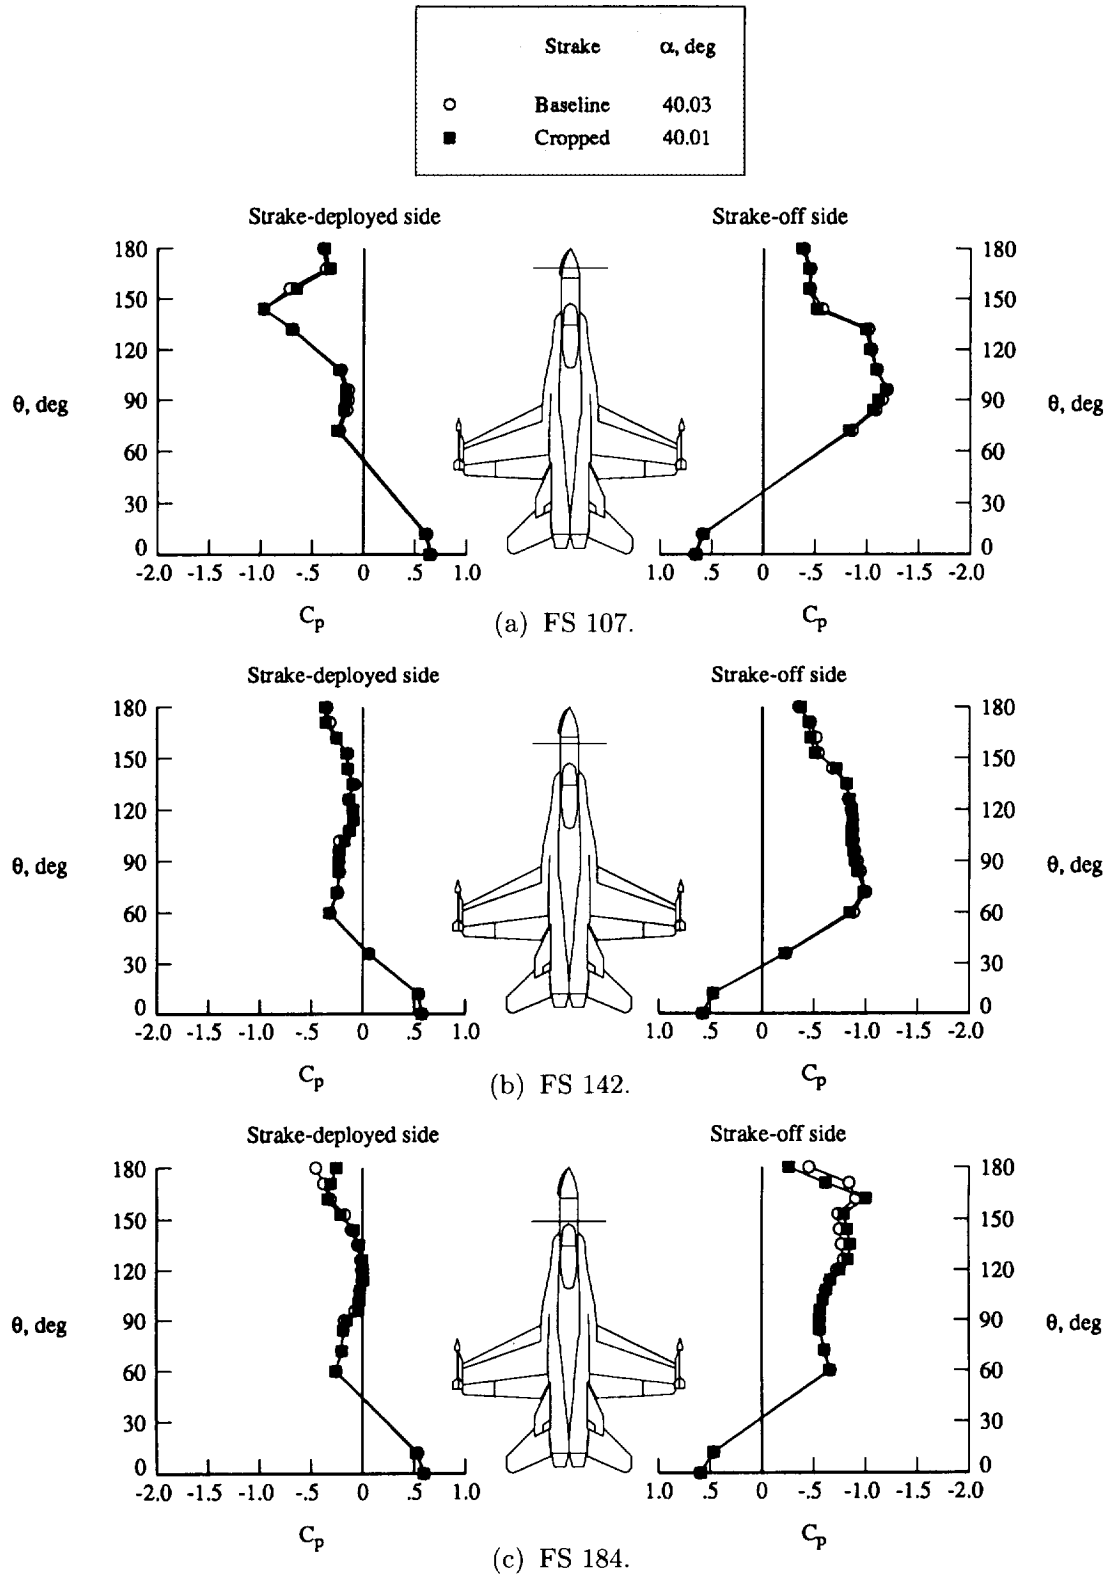 Strake α, deg
Baseline 40.03
Cropped 40.01
Strake-deployed side Strake-off side
180 180
150 150
120 120
θ, deg 90 90 θ, deg
60 60
30 30
0 0
-2.0 -1.5 -1.0 -.5 0 .5 1.0 1.0 .5 0 -.5 -1.0 -1.5 -2.0
Cp Cp
(a) FS 107.
Strake-deployed side Strake-off side
180 180
150 150
120 120
θ, deg 90 90 θ, deg
60 60
30 30
0 0
-2.0 -1.5 -1.0 -.5 0 .5 1.0 1.0 .5 0 -.5 -1.0 -1.5 -2.0
Cp Cp
(b) FS 142.
Strake-deployed side Strake-off side
180 180
150 150
120 120
θ, deg 90 90 θ, deg
60 60
30 30
0 0
-2.0 -1.5 -1.0 -.5 0 .5 1.0 1.0 .5 0 -.5 -1.0 -1.5 -2.0
Cp Cp
(c) FS 184.